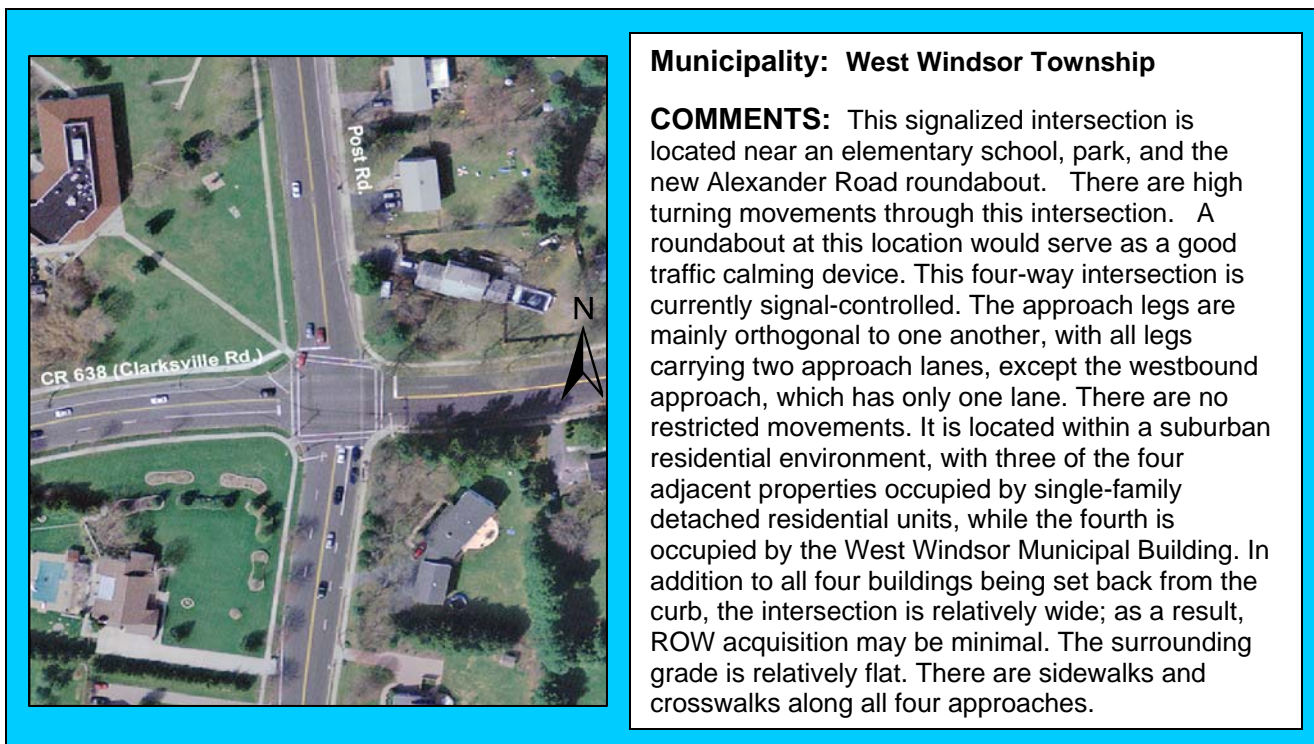 Post Rd.
N
CR 638 (Clarksville Rd.)
Municipality: West Windsor Township
COMMENTS: This signalized intersection is
located near an elementary school, park, and the
new Alexander Road roundabout. There are high
turning movements through this intersection. A
roundabout at this location would serve as a good
traffic calming device. This four-way intersection is
currently signal-controlled. The approach legs are
mainly orthogonal to one another, with all legs
carrying two approach lanes, except the westbound
approach, which has only one lane. There are no
restricted movements. It is located within a suburban
residential environment, with three of the four
adjacent properties occupied by single-family
detached residential units, while the fourth is
occupied by the West Windsor Municipal Building. In
addition to all four buildings being set back from the
curb, the intersection is relatively wide; as a result,
ROW acquisition may be minimal. The surrounding
grade is relatively flat. There are sidewalks and
crosswalks along all four approaches.